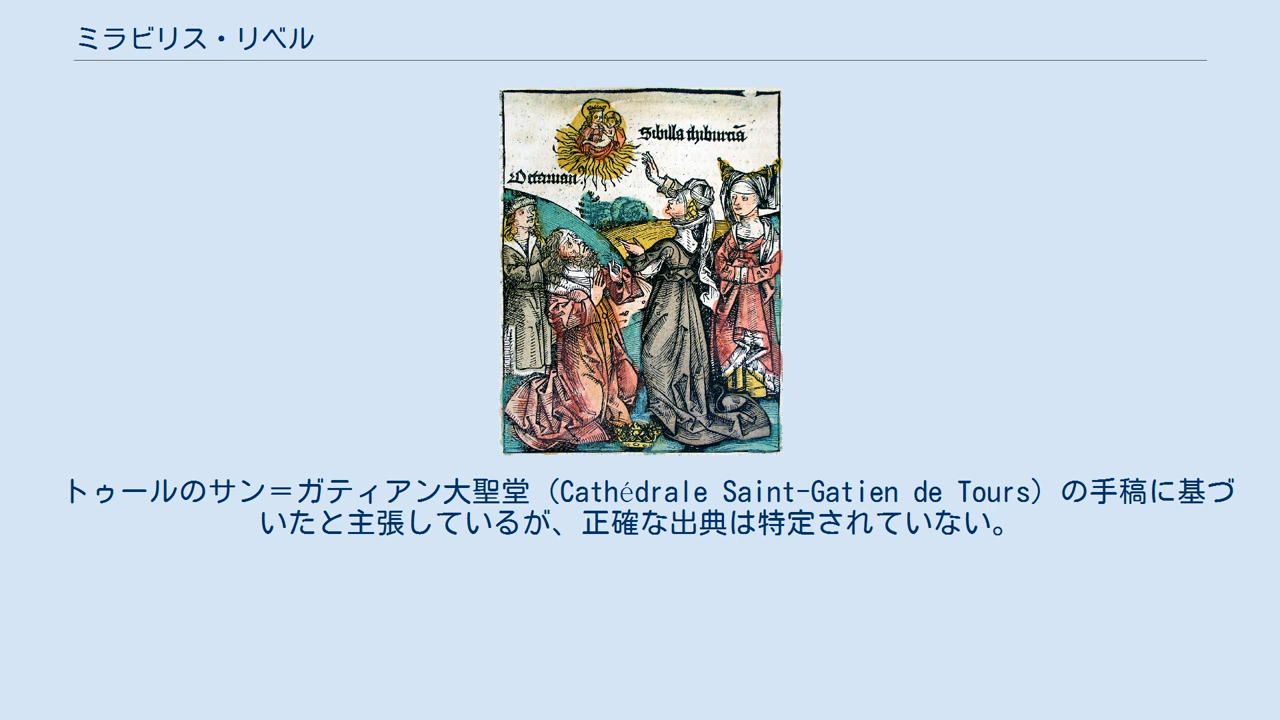 ミラビリス・リベル
Sibilla thiburtia
Octavian
トゥールのサン＝ガティアン大聖堂（Cathédrale Saint-Gatien de Tours）の手稿に基づ
いたと主張しているが、正確な出典は特定されていない。